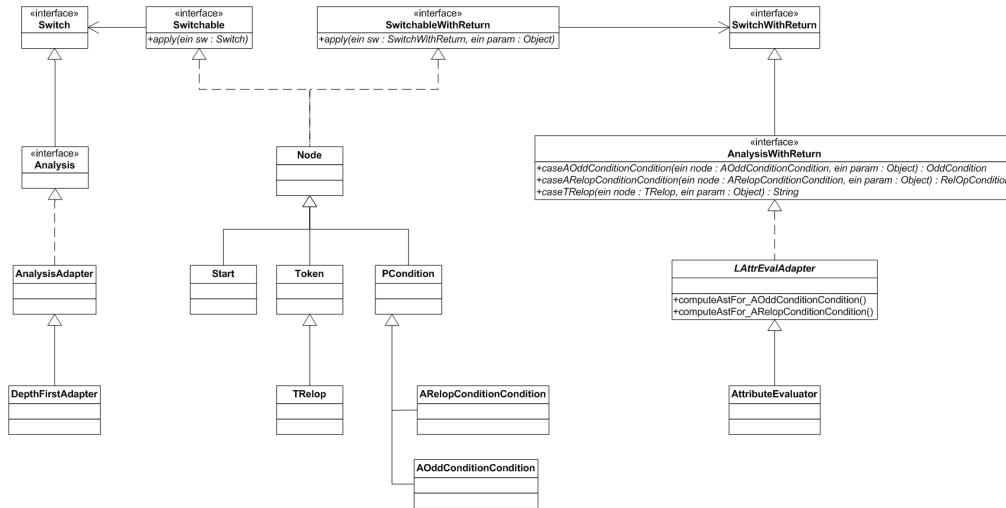 «interface»
Switch
«interface»
Switchable
+apply(ein sw : Switch)
«interface»
SwitchableWithReturn
+apply(ein sw : SwitchWithReturn, ein param : Object)
«interface»
SwitchWithReturn
«interface»
Analysis
Node
«interface»
AnalysisWithReturn
+caseAOddConditionCondition(ein node : AOddConditionCondition, ein param : Object) : OddCondition
+caseARelopConditionCondition(ein node : ARelopConditionCondition, ein param : Object) : RelOpCondition
+caseTRelop(ein node : TRelop, ein param : Object) : String
AnalysisAdapter
Start
Token
PCondition
LAttrEvalAdapter
+computeAstFor_AOddConditionCondition()
+computeAstFor_ARelopConditionCondition()
DepthFirstAdapter
TRelop
ARelopConditionCondition
AttributeEvaluator
AOddConditionCondition